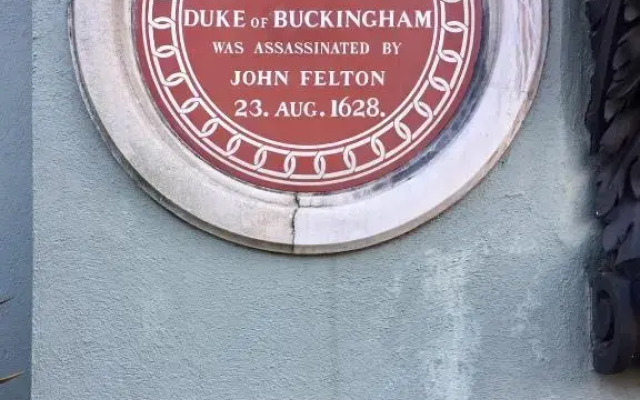 DUKE OF BUCKINGHAM
WAS ASSASSINATED BY
JOHN FELTON
23. AUG. 1628.